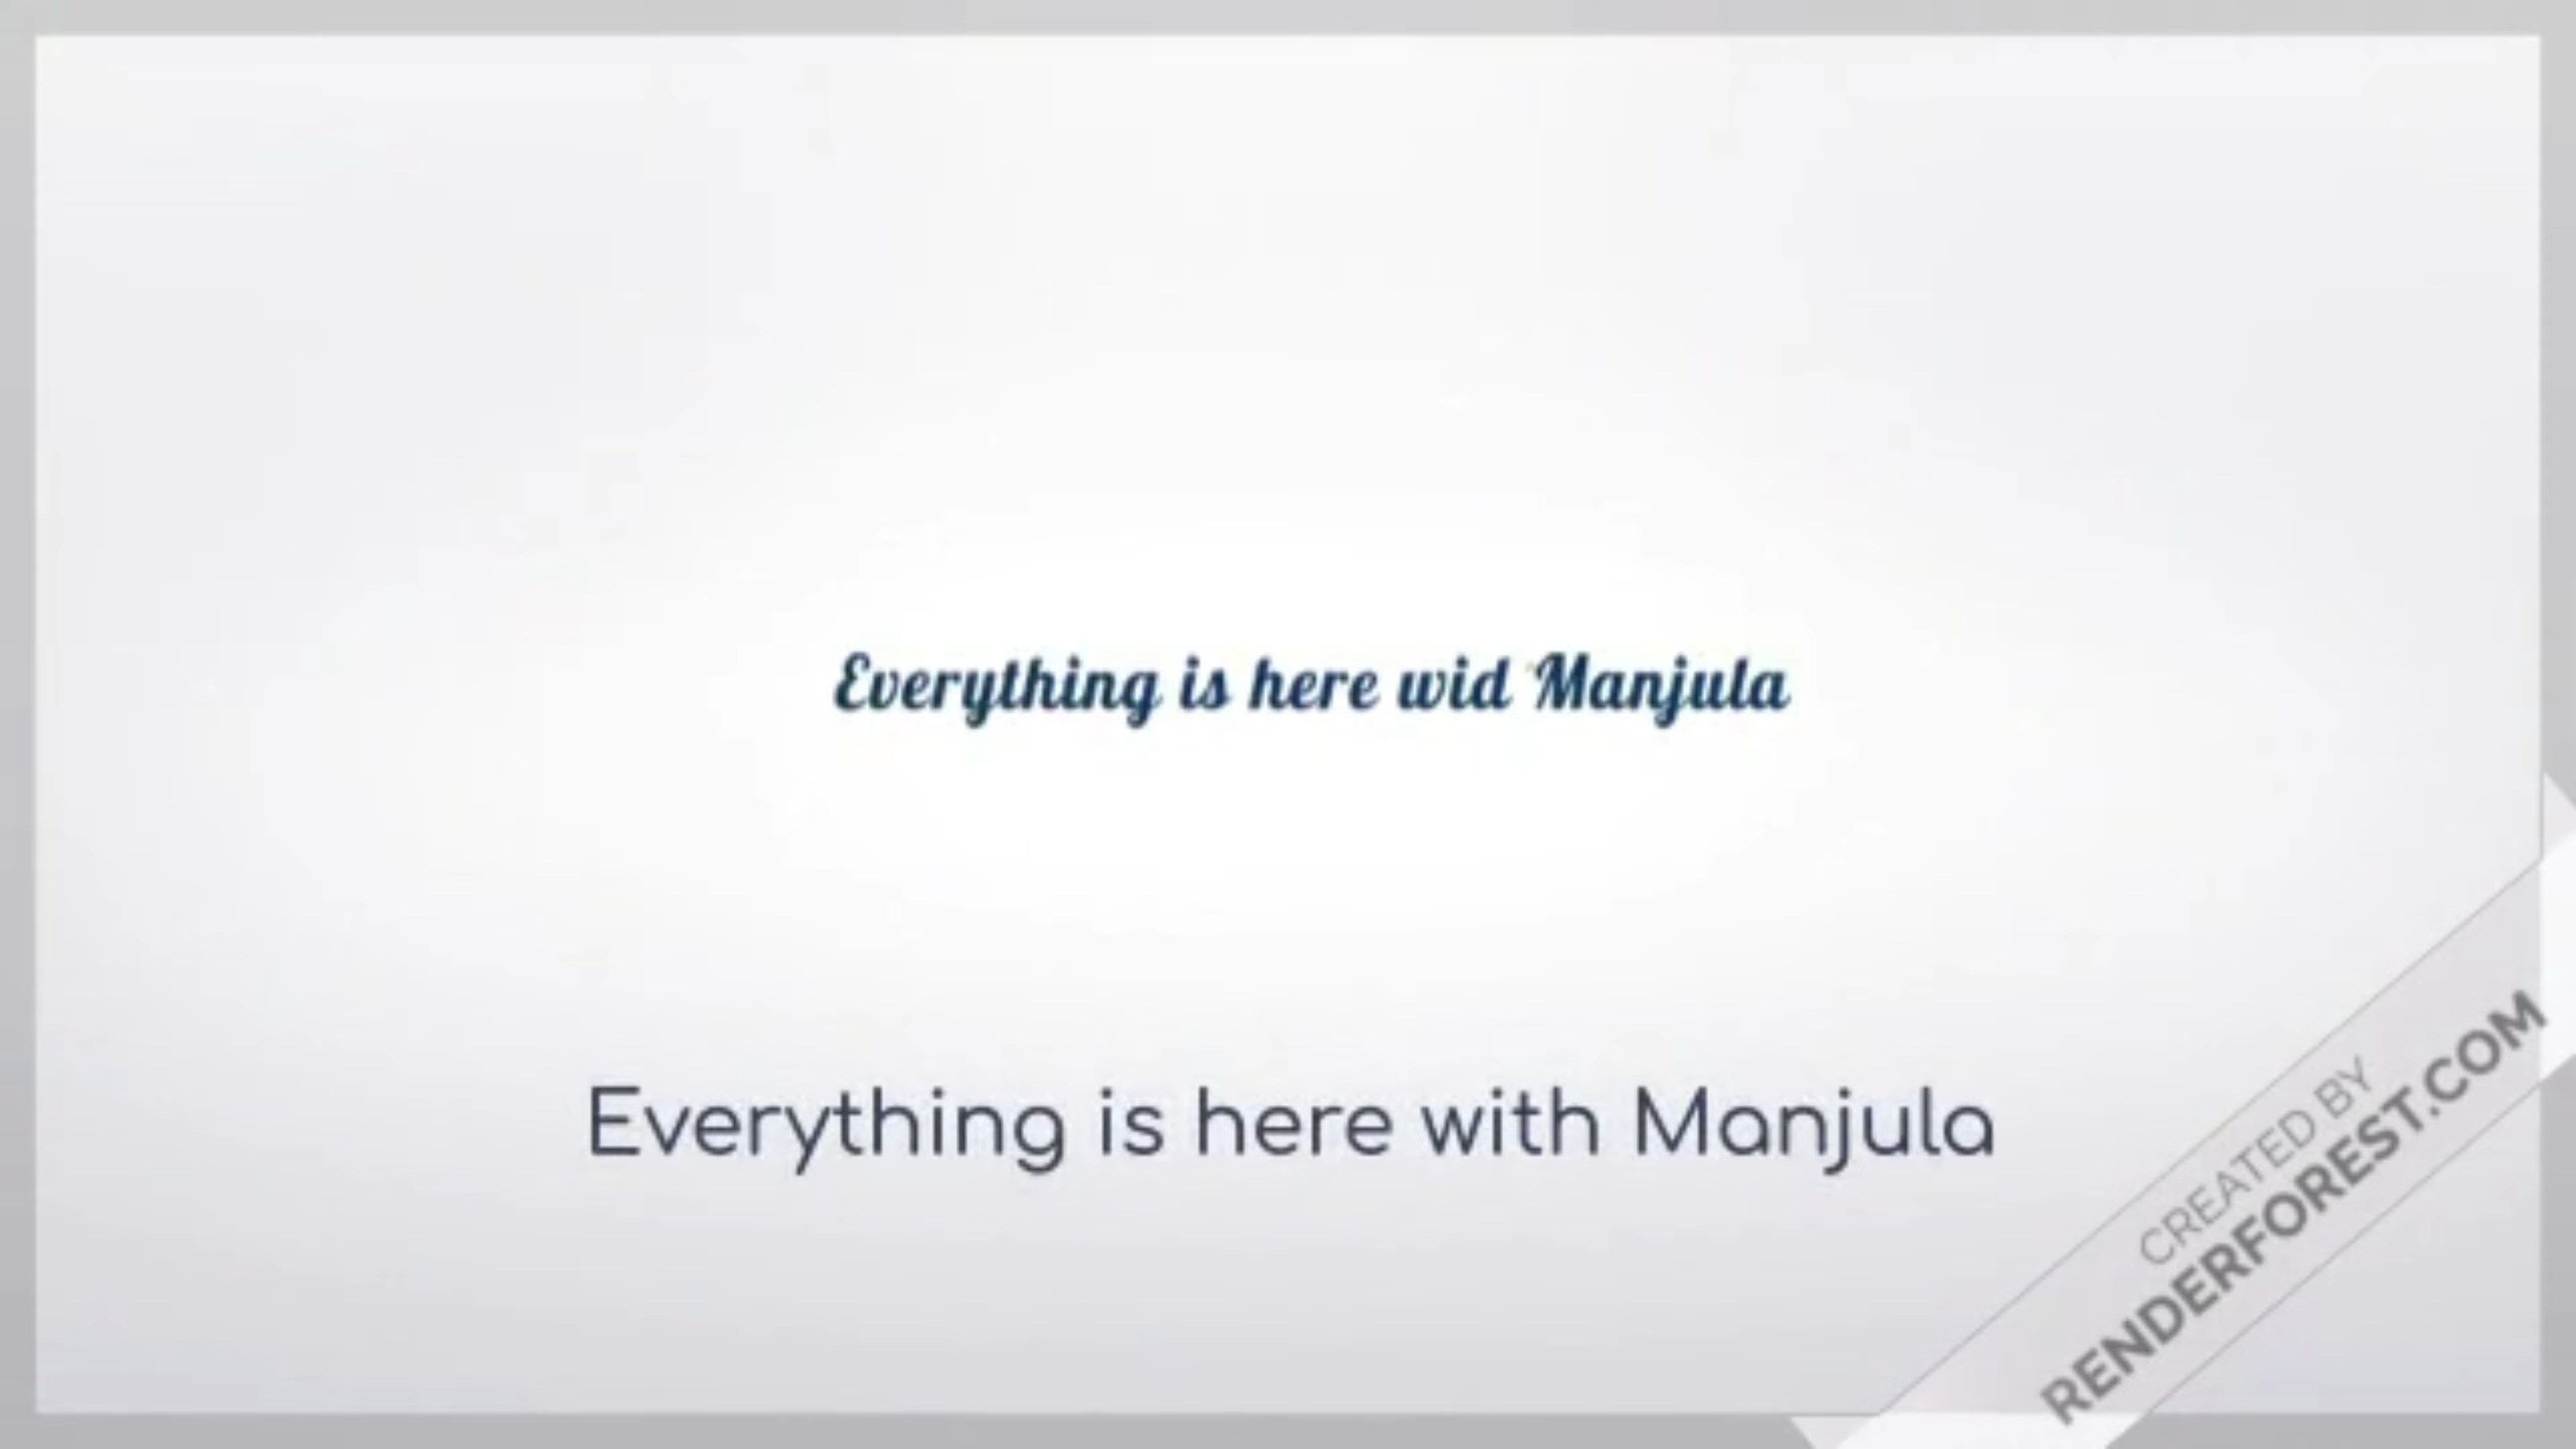 Everything is here wid Manjula
Everything is here with Manjula
CREATED BY
RENDERFOREST.COM